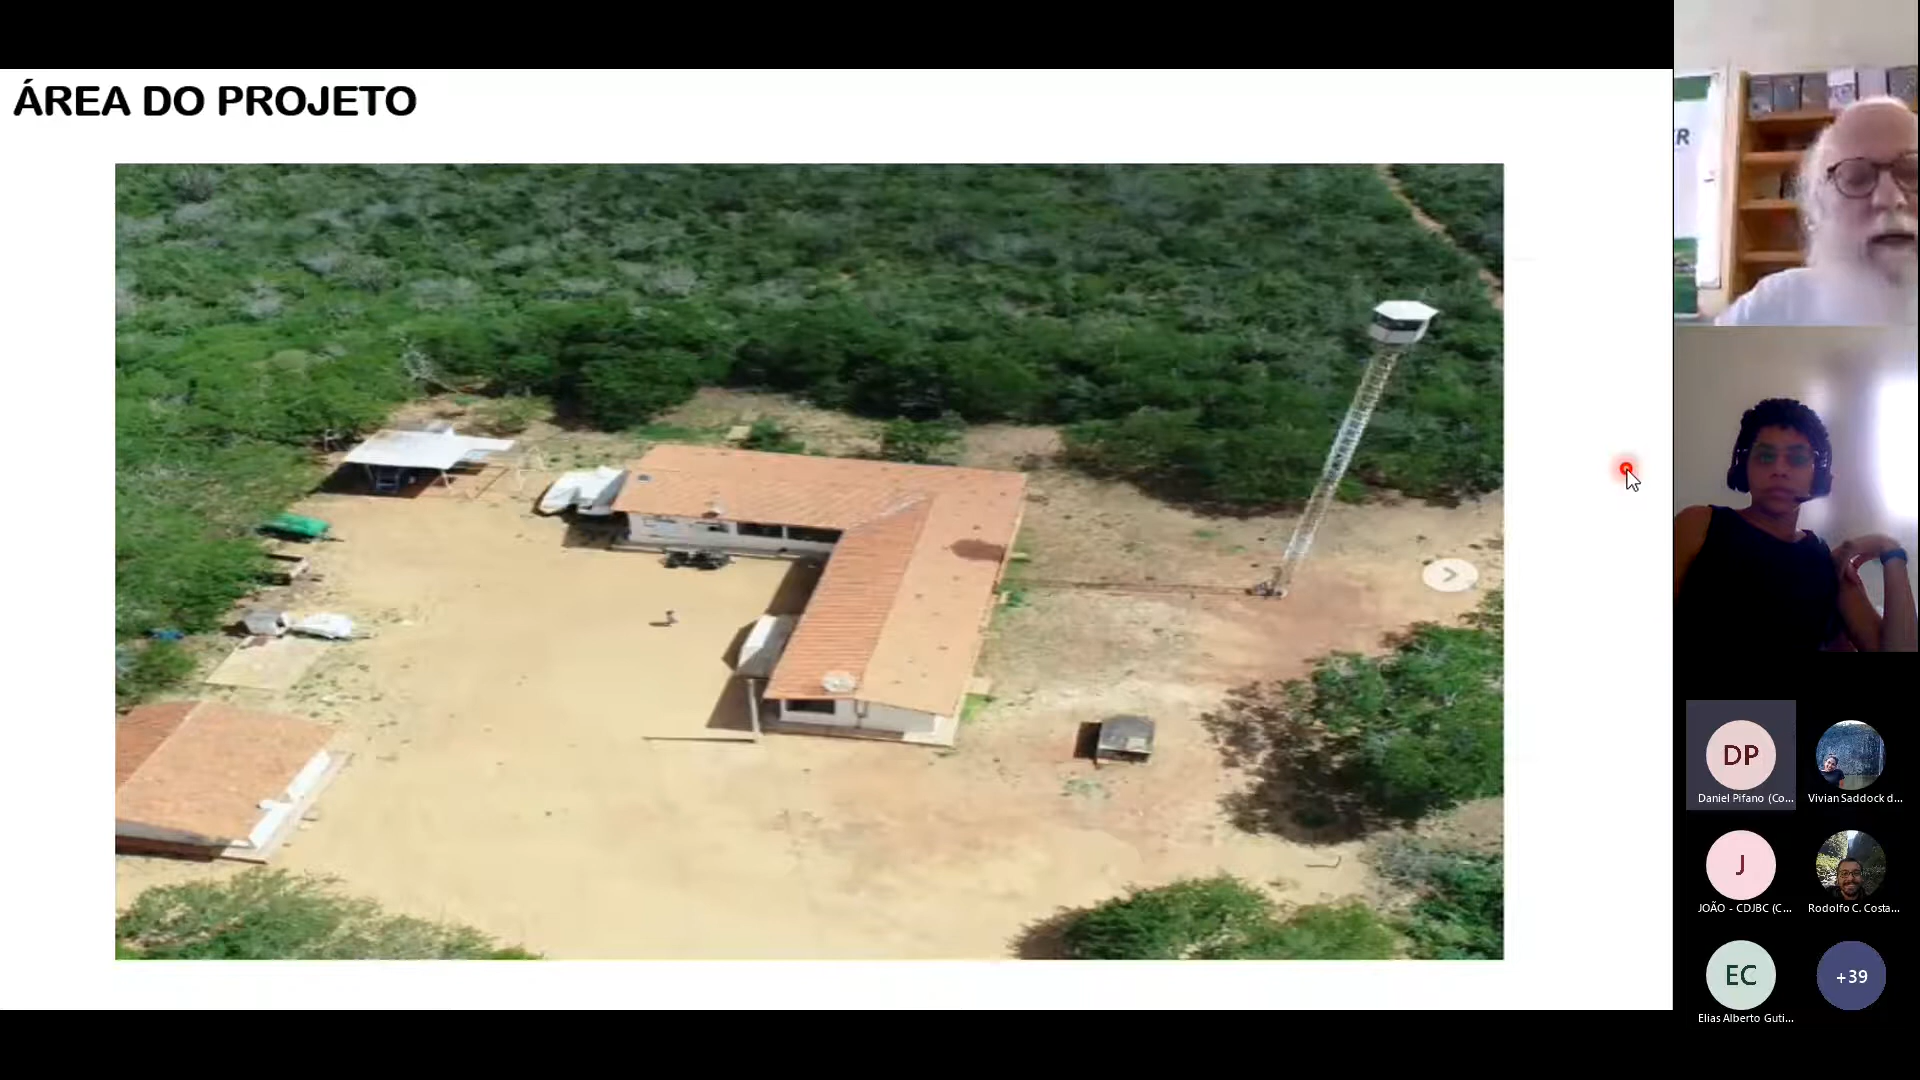 ÁREA DO PROJETO
R
DP
Daniel Pifano (Co...
Vivian Saddock d...
J
JOÃO - CDJBC (C...
Rodolfo C. Costa...
EC
Elias Alberto Guti...
+39